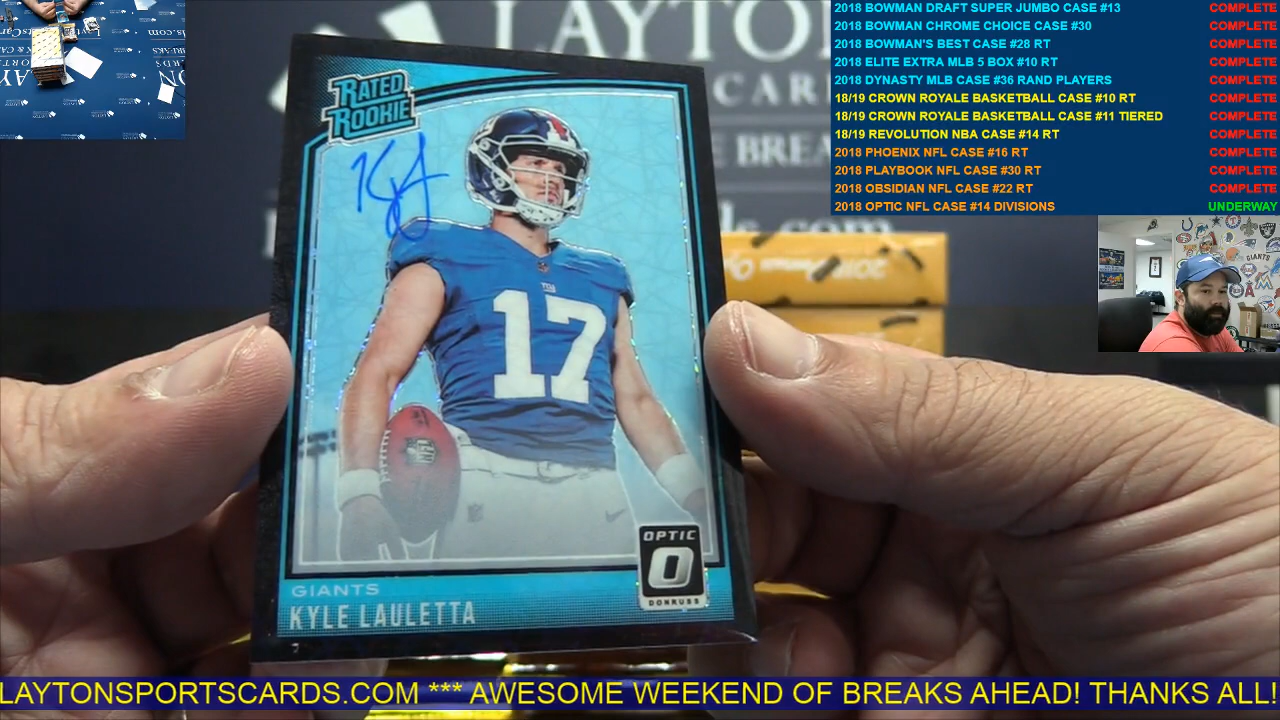 2018 BOWMAN DRAFT SUPER JUMBO CASE #13 COMPLETE
2018 BOWMAN CHROME CHOICE CASE #30 COMPLETE
2018 BOWMAN'S BEST CASE #28 RT COMPLETE
2018 ELITE EXTRA MLB 5 BOX #10 RT COMPLETE
2018 DYNASTY MLB CASE #36 RAND PLAYERS COMPLETE
18/19 CROWN ROYALE BASKETBALL CASE #10 RT COMPLETE
18/19 CROWN ROYALE BASKETBALL CASE #11 TIERED COMPLETE
18/19 REVOLUTION NBA CASE #14 RT COMPLETE
2018 PHOENIX NFL CASE #16 RT COMPLETE
2018 PLAYBOOK NFL CASE #30 RT COMPLETE
2018 OBSIDIAN NFL CASE #22 RT COMPLETE
2018 OPTIC NFL CASE #14 DIVISIONS UNDERWAY
LAYTON
CAR
BREA
RATED
ROOKIE
17
OPTIC
O
DONRUSS
GIANTS
KYLE LAULETTA
GIANTS
LAYTONSPORTSCARDS.COM *** AWESOME WEEKEND OF BREAKS AHEAD! THANKS ALL!